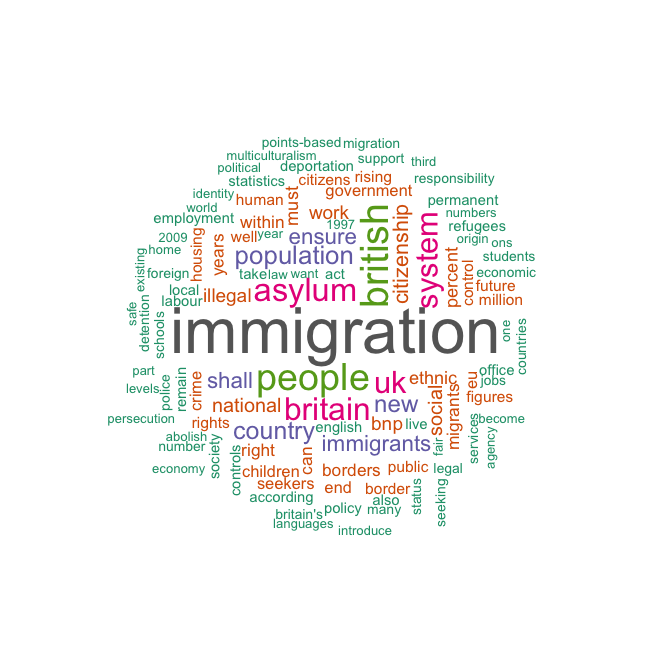 points-based migration
multiculturalism support third
political deportation
statistics citizens rising responsibility
identity human must government permanent
world within work british citizenship system numbers
employment 1997 refugees
2009 housing years well year ensure origin ons
home population percent control students
existing foreign take law want act economic
local illegal asylum future
labour million
safe detention schools immigration one countries
part shall people uk ethnic eu office
levels police remain crime jobs
national britain new social migrants figures
persecution rights country english bnp live fair services become
abolish number immigrants agency
society right
economy controls children can borders public legal
seekers end border
according also status seeking
britain's policy many
languages introduce